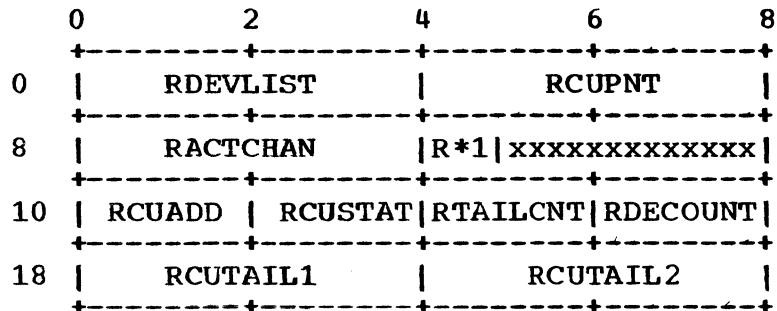 0 2 4 6 8
+-------+-------+-------+-------+
0 | RDEVLIST | RCUPNT |
+-------+-------+-------+-------+
8 | RACTCHAN |R*1|xxxxxxxxxxxxx|
+-------+-------+-------+-------+
10 | RCUADD | RCUSTAT|RTAILCNT|RDECOUNT|
+-------+-------+-------+-------+
18 | RCUTAIL1 | RCUTAIL2 |
+-------+-------+-------+-------+